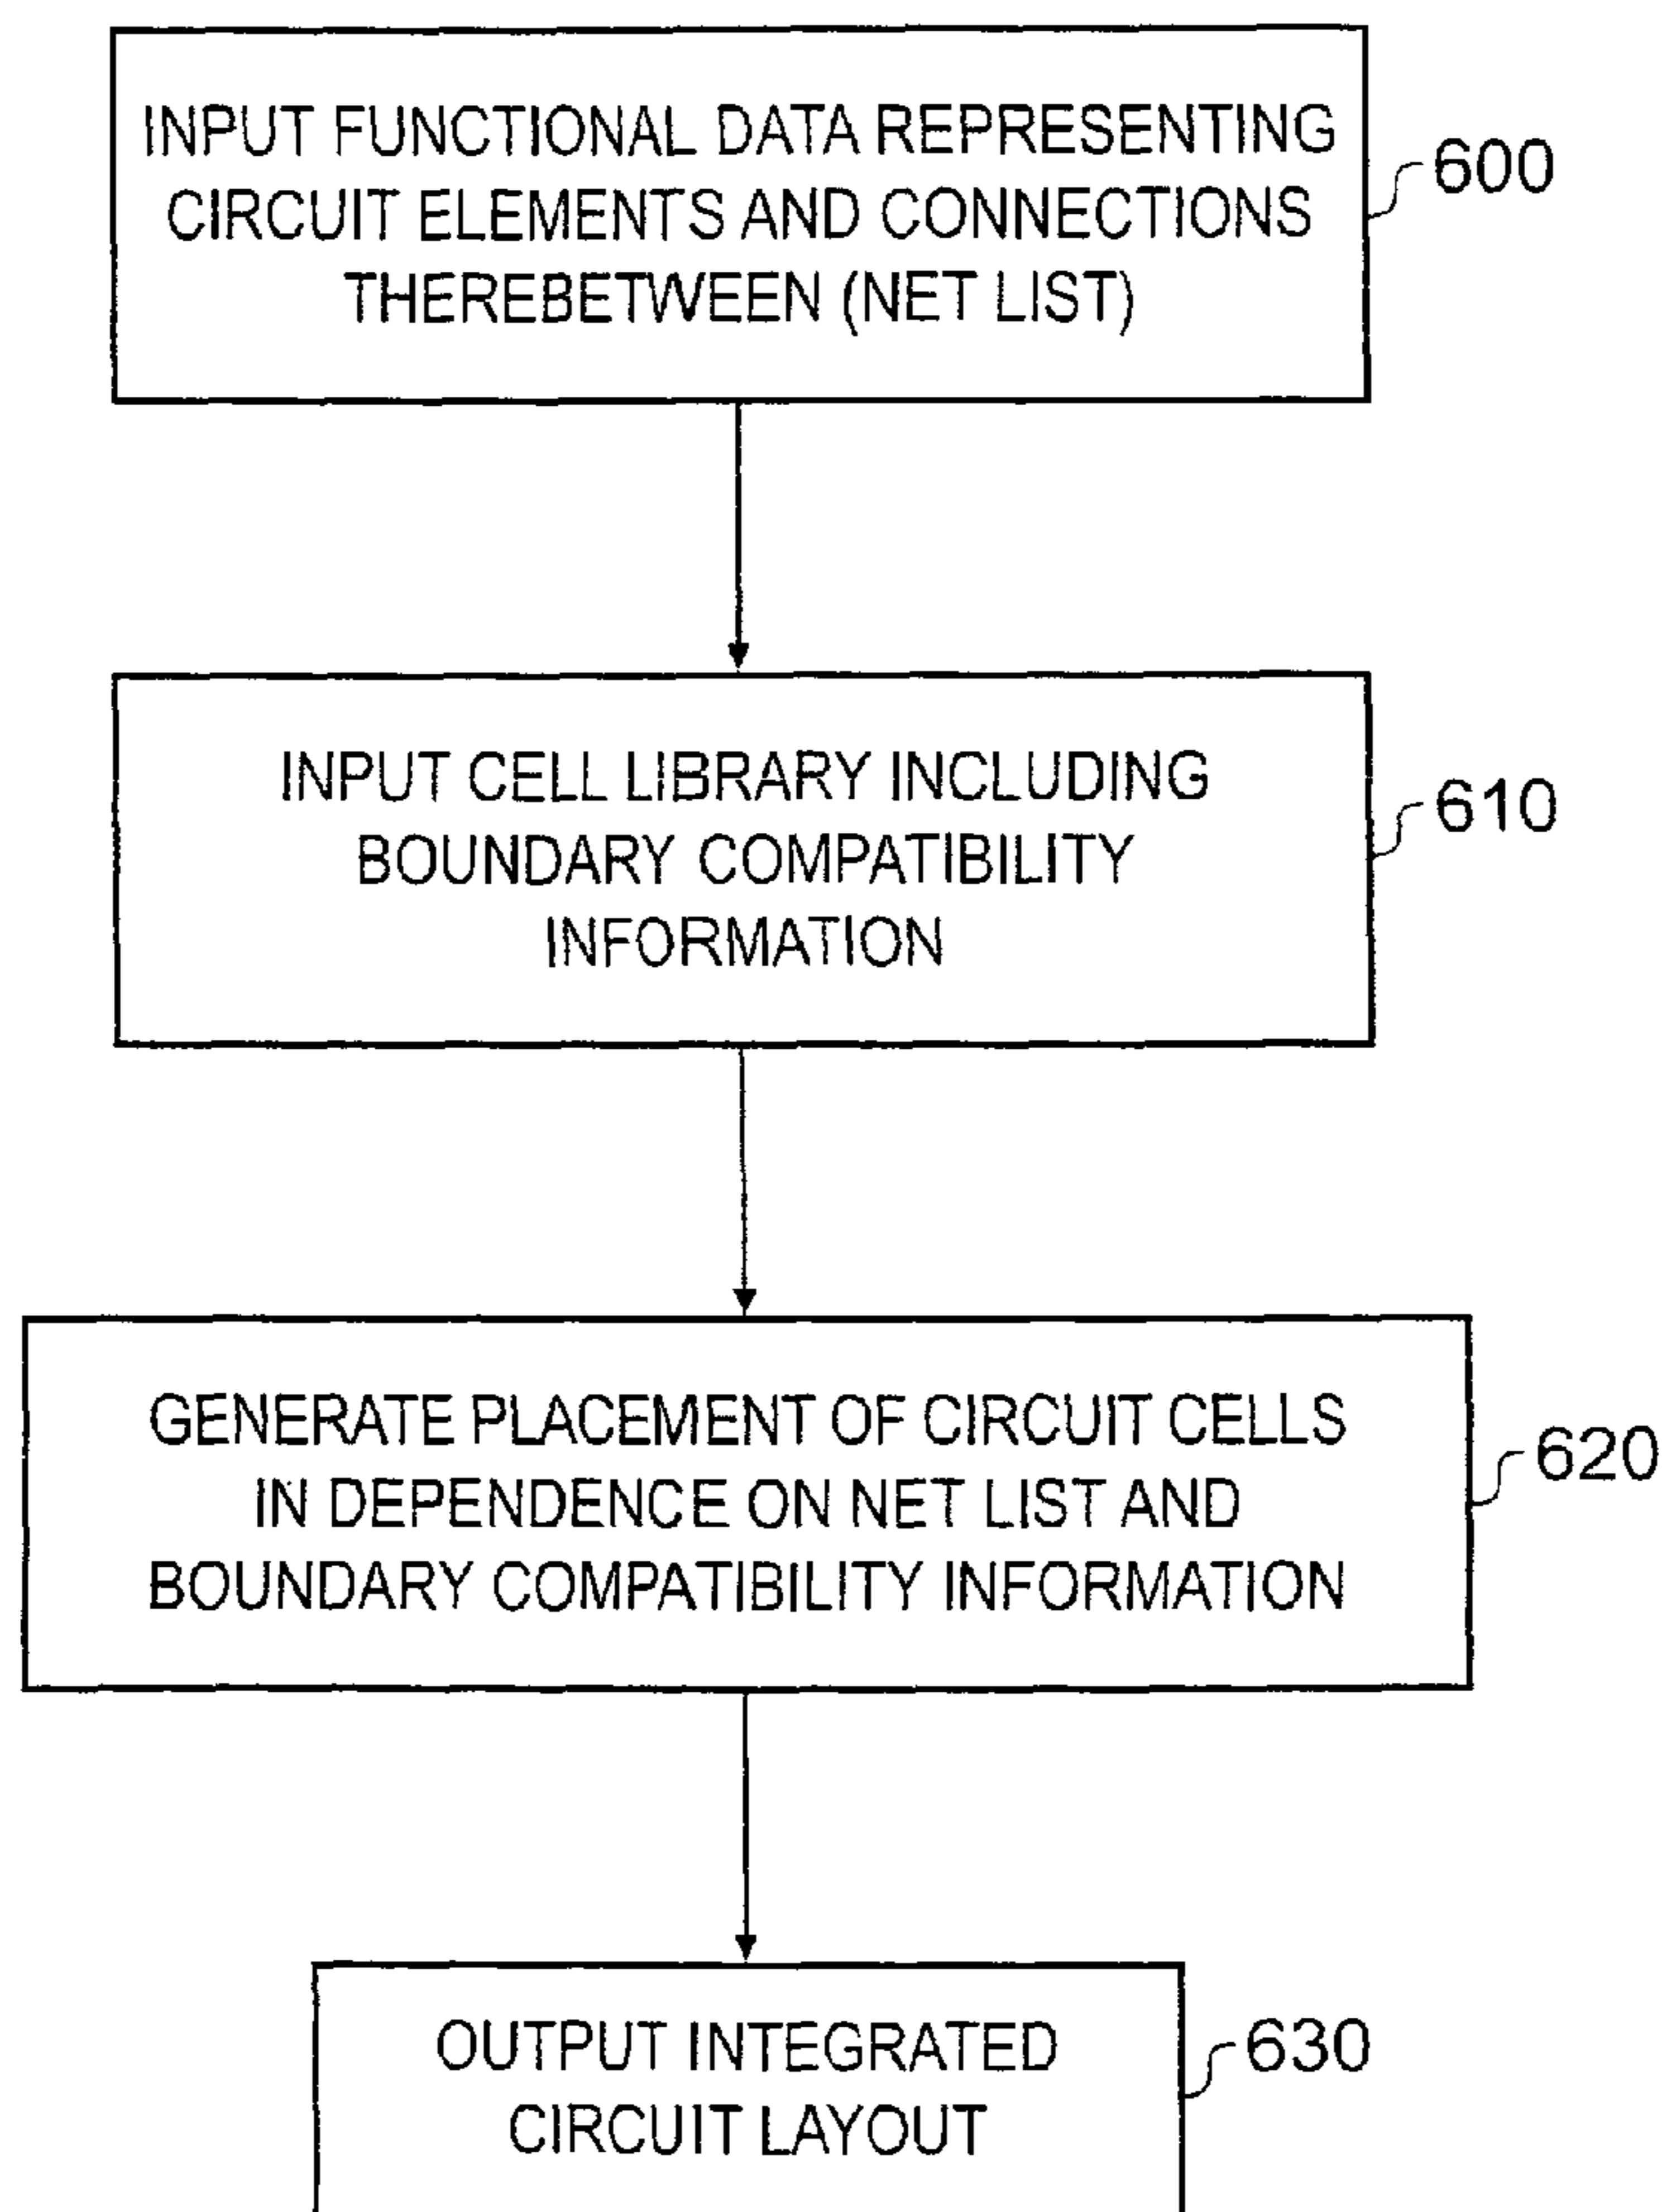 INPUT FUNCTIONAL DATA REPRESENTING
CIRCUIT ELEMENTS AND CONNECTIONS
THEREBETWEEN (NET LIST)
600
INPUT CELL LIBRARY INCLUDING
BOUNDARY COMPATIBILITY
INFORMATION
610
GENERATE PLACEMENT OF CIRCUIT CELLS
IN DEPENDENCE ON NET LIST AND
BOUNDARY COMPATIBILITY INFORMATION
620
OUTPUT INTEGRATED
CIRCUIT LAYOUT
630